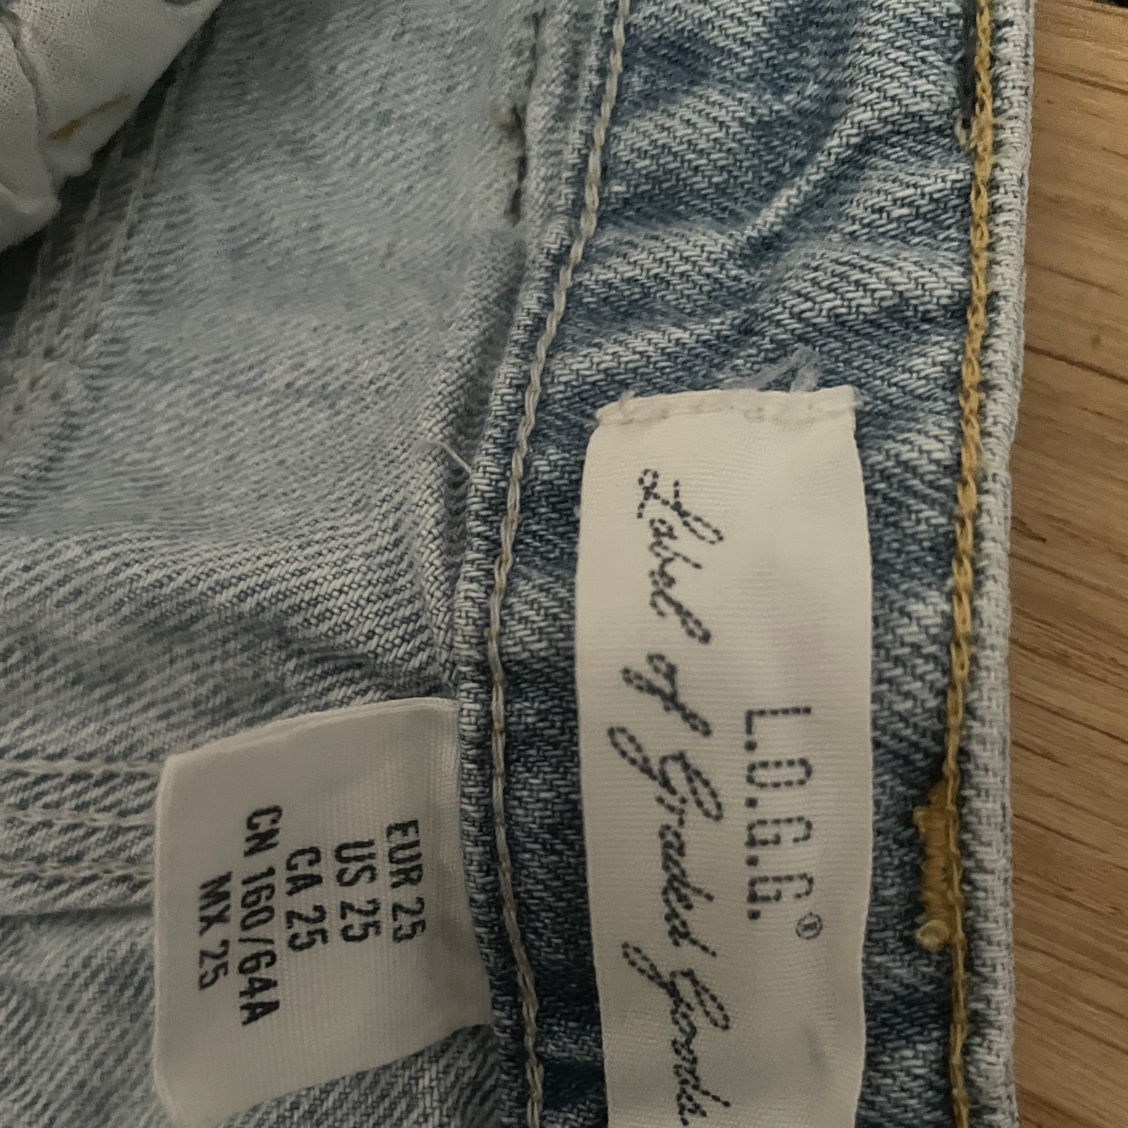 L.O.G.G.®
Label of Graded Goods
EUR 25
US 25
CA 25
CN 160/64A
MX 25